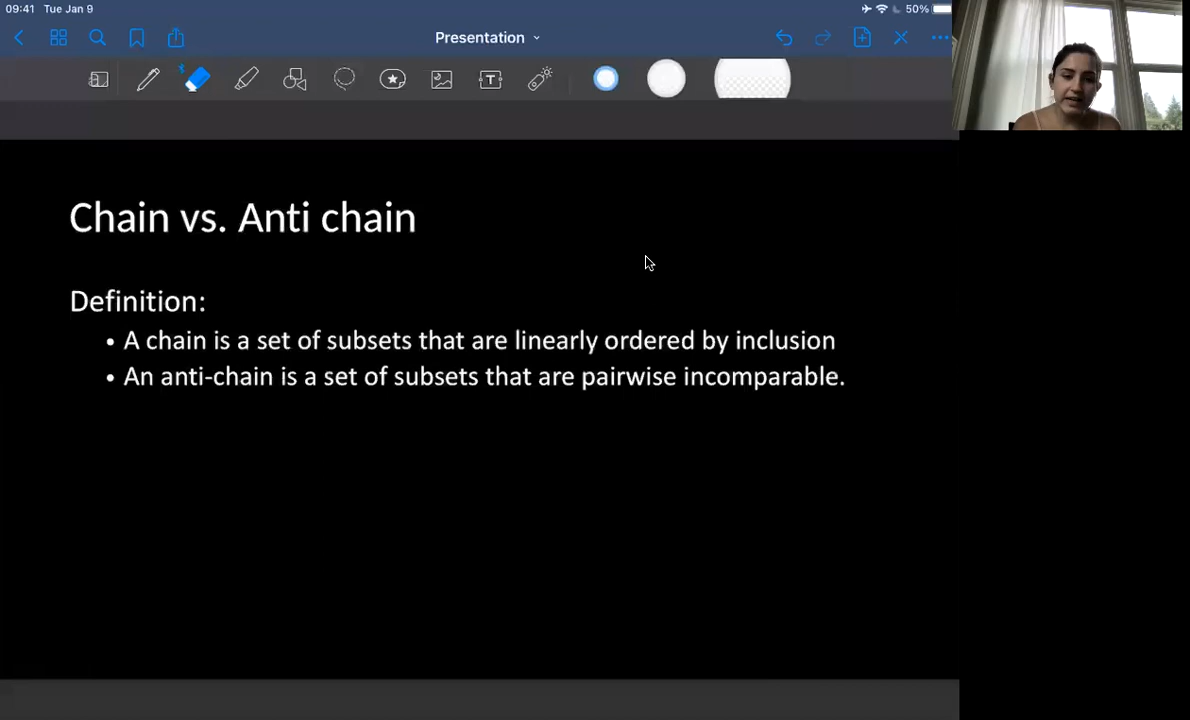 09:41 Tue Jan 9
50%
Presentation
T
Chain vs. Anti chain
Definition:
• A chain is a set of subsets that are linearly ordered by inclusion
• An anti-chain is a set of subsets that are pairwise incomparable.